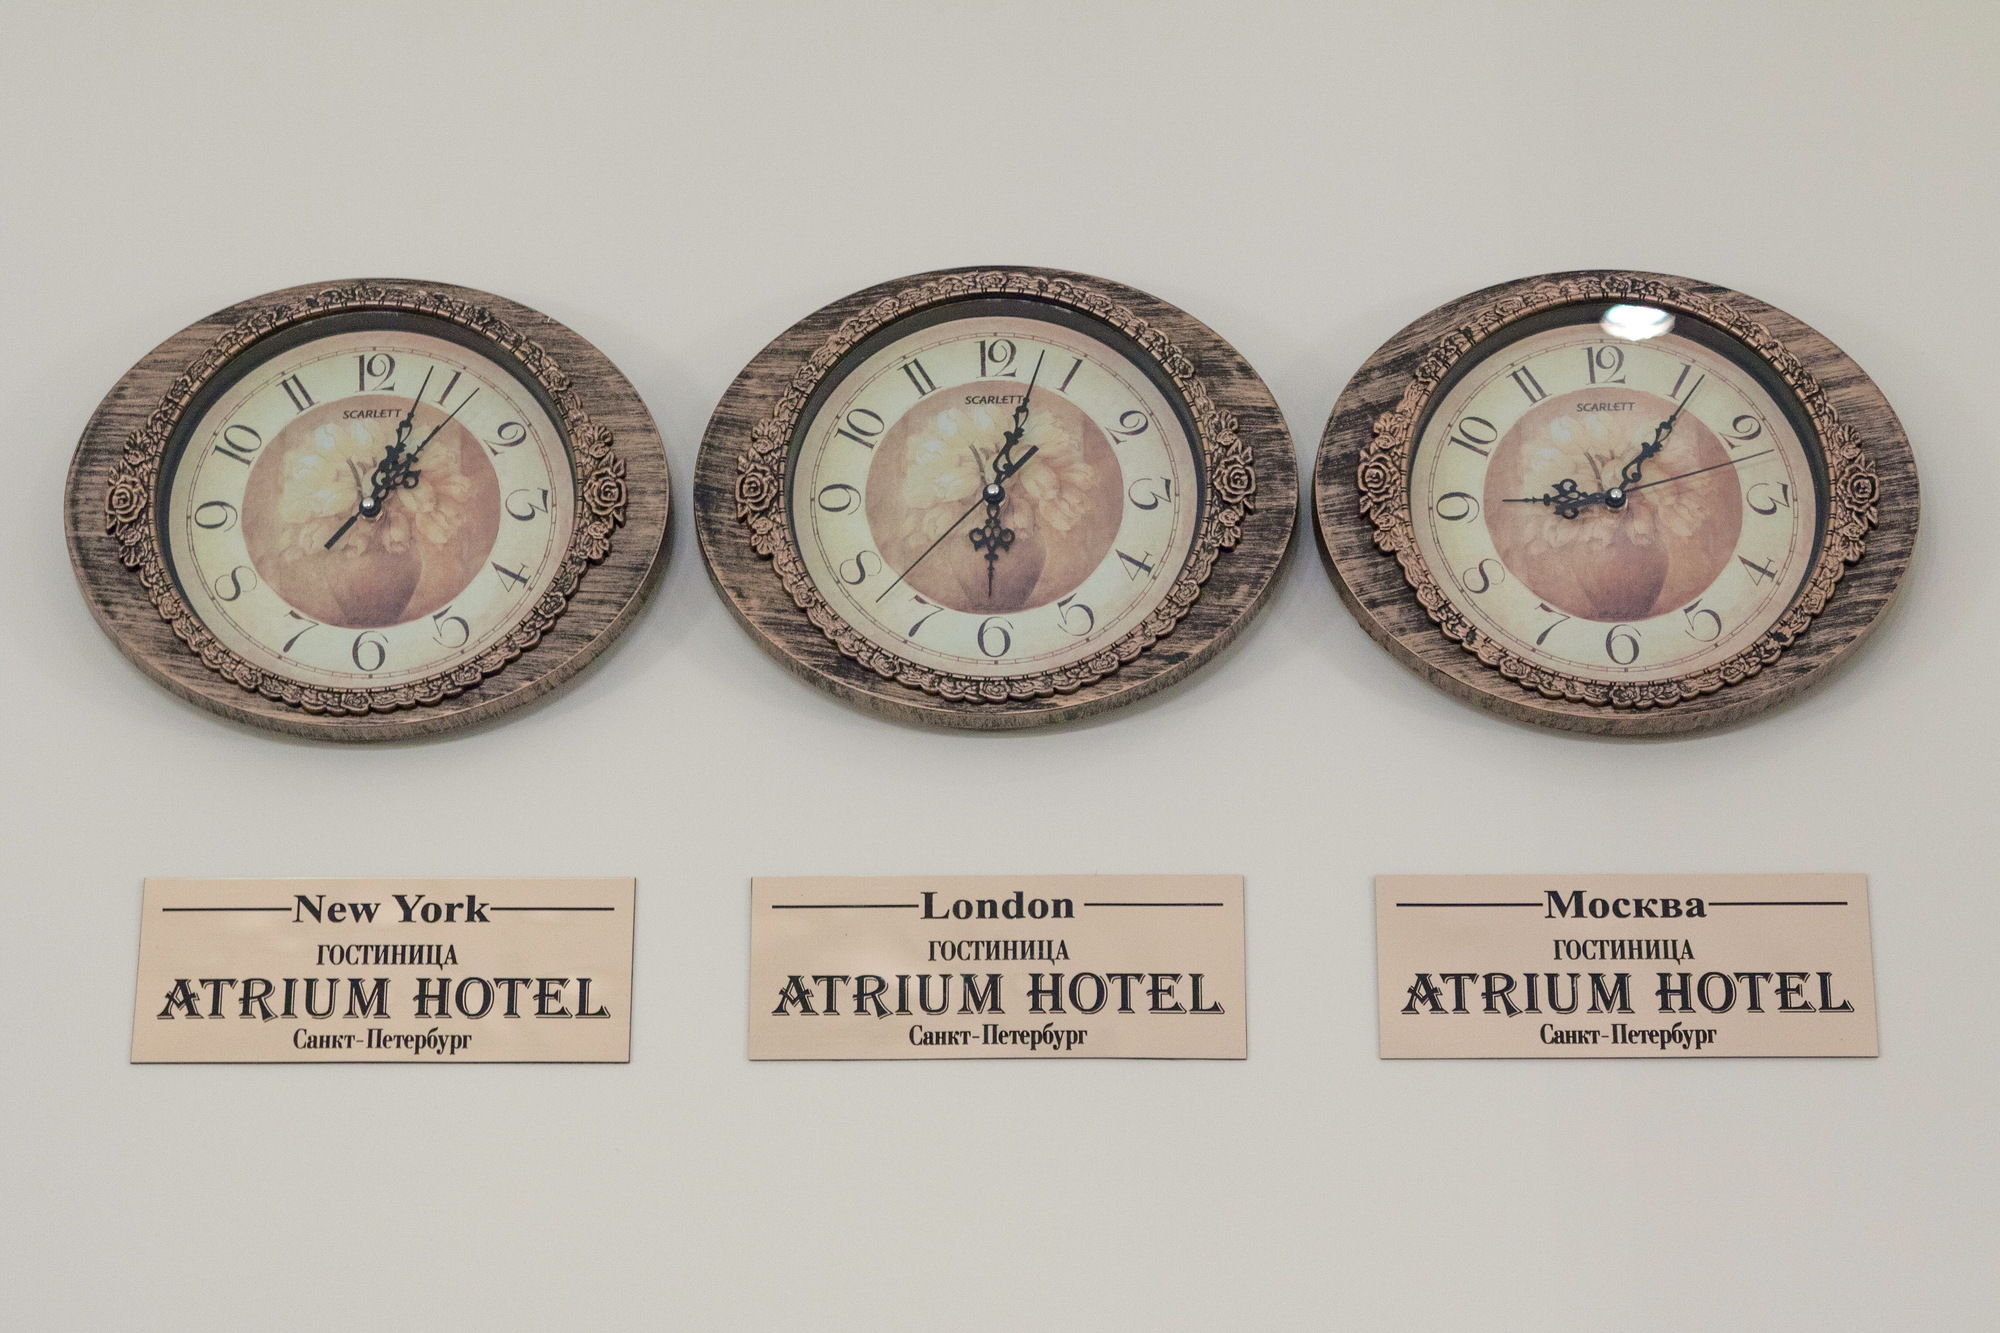 12 1 2 3 4 5 6 7 8 9 10 11
SCARLETT
12 1 2 3 4 5 6 7 8 9 10 11
SCARLETT
12 1 2 3 4 5 6 7 8 9 10 11
SCARLETT
New York
ГОСТИНИЦА
ATRIUM HOTEL
Санкт-Петербург
London
ГОСТИНИЦА
ATRIUM HOTEL
Санкт-Петербург
Москва
ГОСТИНИЦА
ATRIUM HOTEL
Санкт-Петербург